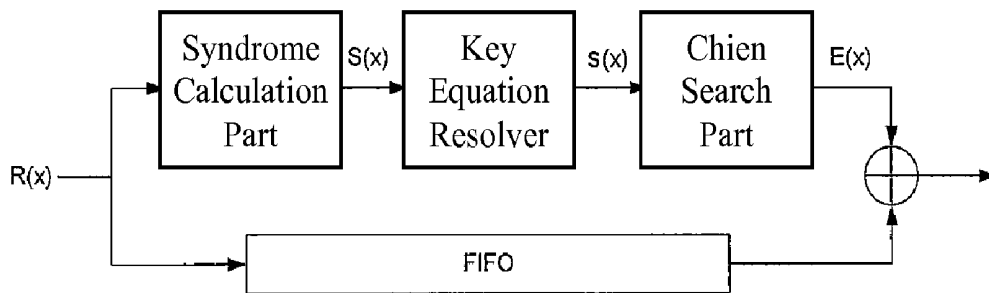 Syndrome
Calculation
Part
S(x)
Key
Equation
Resolver
s(x)
Chien
Search
Part
E(x)
R(x)
FIFO